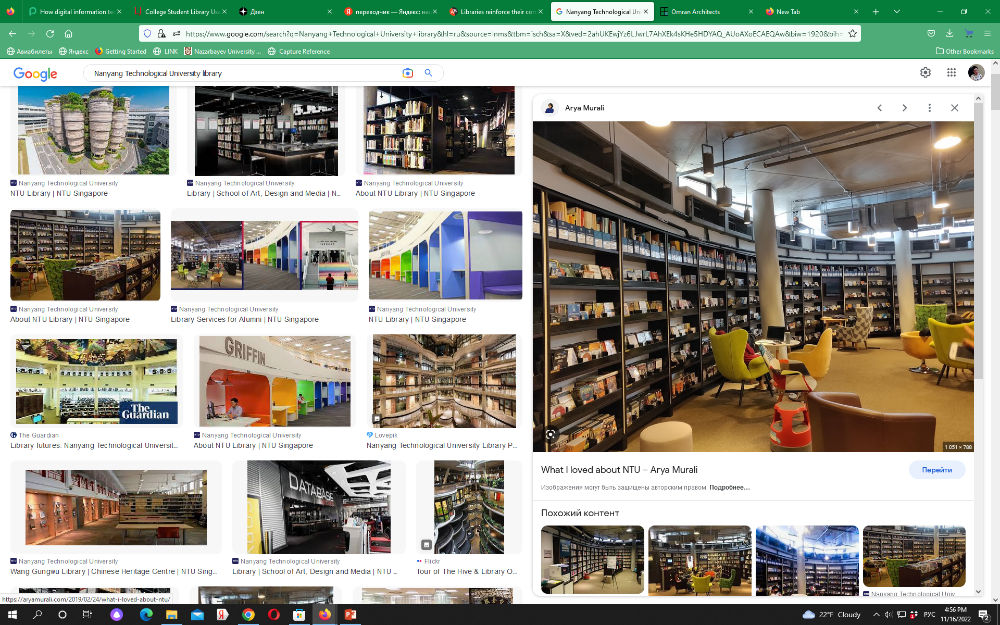 How digital information tec
College Student Library Usa
Дзен
переводчик — Яндекс: на
Libraries reinforce their con
Nanyang Technological Uni
Omran Architects
New Tab
https://www.google.com/search?q=Nanyang+Technological+University+library&hl=ru&source=lnms&tbm=isch&sa=X&ved=2ahUKEwjYz6LJwrL7AhXEk4sKHe5HDYAQ_AUoAXoECAEQAw&biw=1920&bih=
Авиабилеты
Яндекс
Getting Started
LINK
Nazarbayev University ...
Capture Reference
Other Bookmarks
Google
Nanyang Technological University library
Arya Murali
Nanyang Technological University
NTU Library | NTU Singapore
Nanyang Technological University
Library | School of Art, Design and Media | N...
Nanyang Technological University
About NTU Library | NTU Singapore
Nanyang Technological University
About NTU Library | NTU Singapore
Nanyang Technological University
Library Services for Alumni | NTU Singapore
Nanyang Technological University
NTU Library | NTU Singapore
The Guardian
GRIFFIN
The Guardian
Library futures: Nanyang Technological Universit...
Nanyang Technological University
About NTU Library | NTU Singapore
Lovepik
Nanyang Technological University Library P...
1 051 × 788
What I loved about NTU – Arya Murali
Перейти
Изображения могут быть защищены авторским правом. Подробнее...
Похожий контент
DATABASE
Nanyang Technological University
Wang Gungwu Library | Chinese Heritage Centre | NTU Sing...
Nanyang Technological University
Library | School of Art, Design and Media | NTU ...
Flickr
Tour of The Hive & Library O...
Nanyang Technological Univ
https://aryamurali.com/2019/02/24/what-i-loved-about-ntu/
22°F Cloudy
РУС
4:56 PM
11/16/2022
2